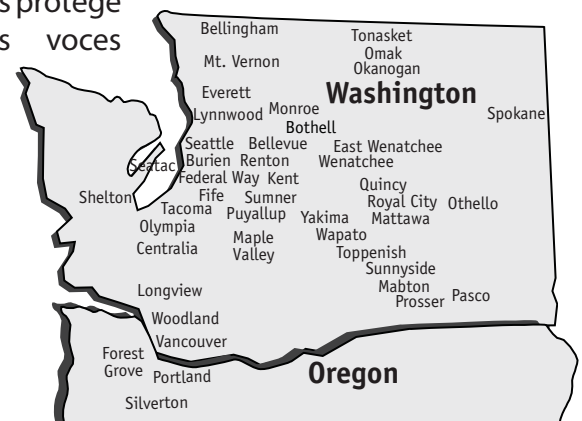 s protege
s voces
Bellingham
Tonasket
Omak
Okanogan
Mt. Vernon
Washington
Everett
Monroe
Lynnwood
Spokane
Bothell
Seattle Bellevue
East Wenatchee
Seatac
Burien Renton
Wenatchee
Federal Way Kent
Quincy
Shelton
Fife
Sumner
Royal City
Othello
Tacoma
Puyallup
Yakima
Mattawa
Olympia
Wapato
Centralia
Maple
Valley
Toppenish
Sunnyside
Longview
Mabton
Prosser
Pasco
Woodland
Vancouver
Forest
Grove
Portland
Oregon
Silverton